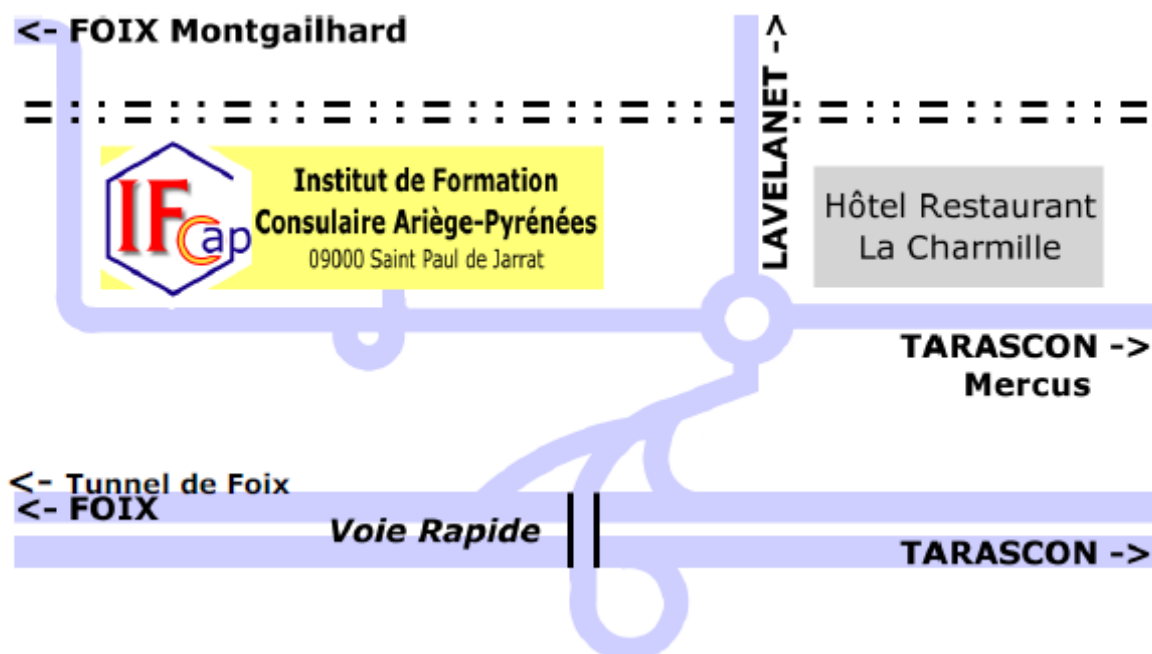 <- FOIX Montgailhard
LAVELANET ->
IFCap
Institut de Formation
Consulaire Ariège-Pyrénées
09000 Saint Paul de Jarrat
Hôtel Restaurant
La Charmille
TARASCON ->
Mercus
<- Tunnel de Foix
<- FOIX
Voie Rapide
TARASCON ->